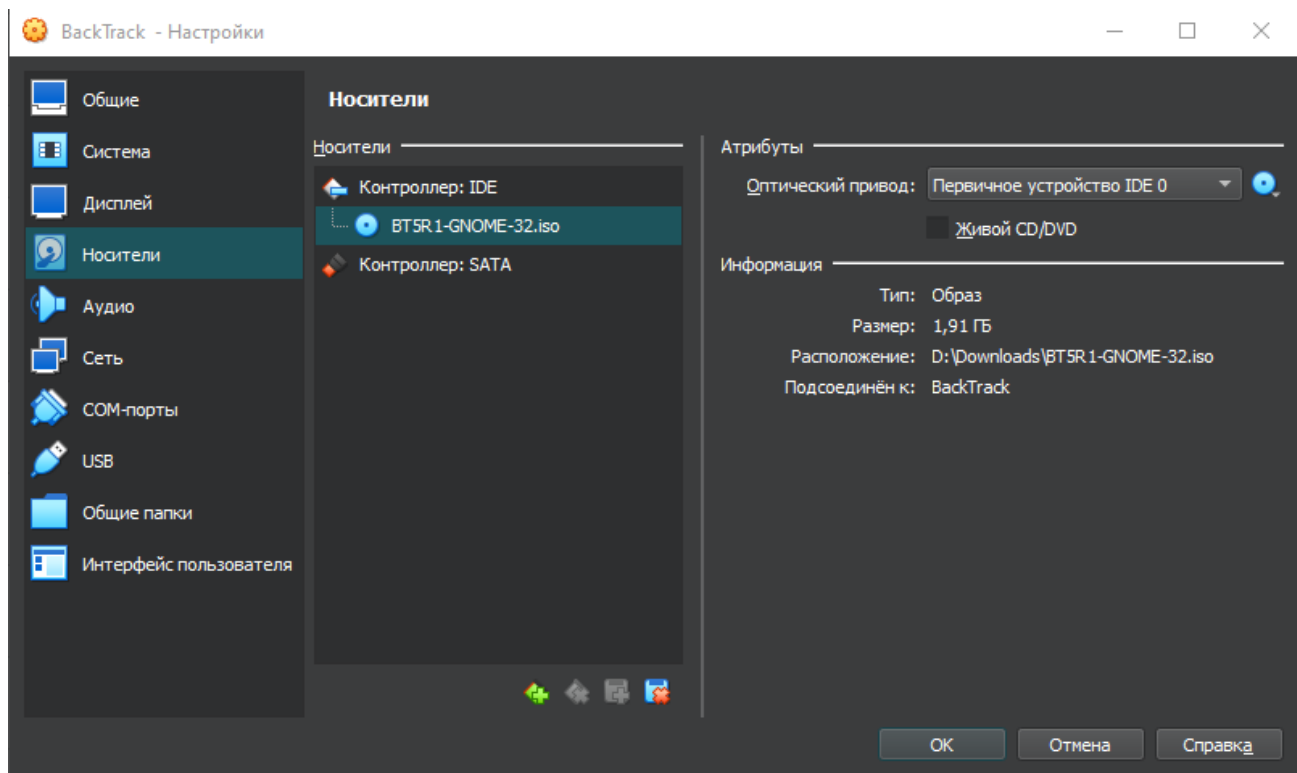 BackTrack - Настройки
Общие
Система
Дисплей
Носители
Аудио
Сеть
COM-порты
USB
Общие папки
Интерфейс пользователя
Носители
Носители
Контроллер: IDE
BT5R1-GNOME-32.iso
Контроллер: SATA
Атрибуты
Оптический привод: Первичное устройство IDE 0
Живой CD/DVD
Информация
Тип: Образ
Размер: 1,91 ГБ
Расположение: D:\Downloads\BT5R1-GNOME-32.iso
Подсоединён к: BackTrack
OK Отмена Справка